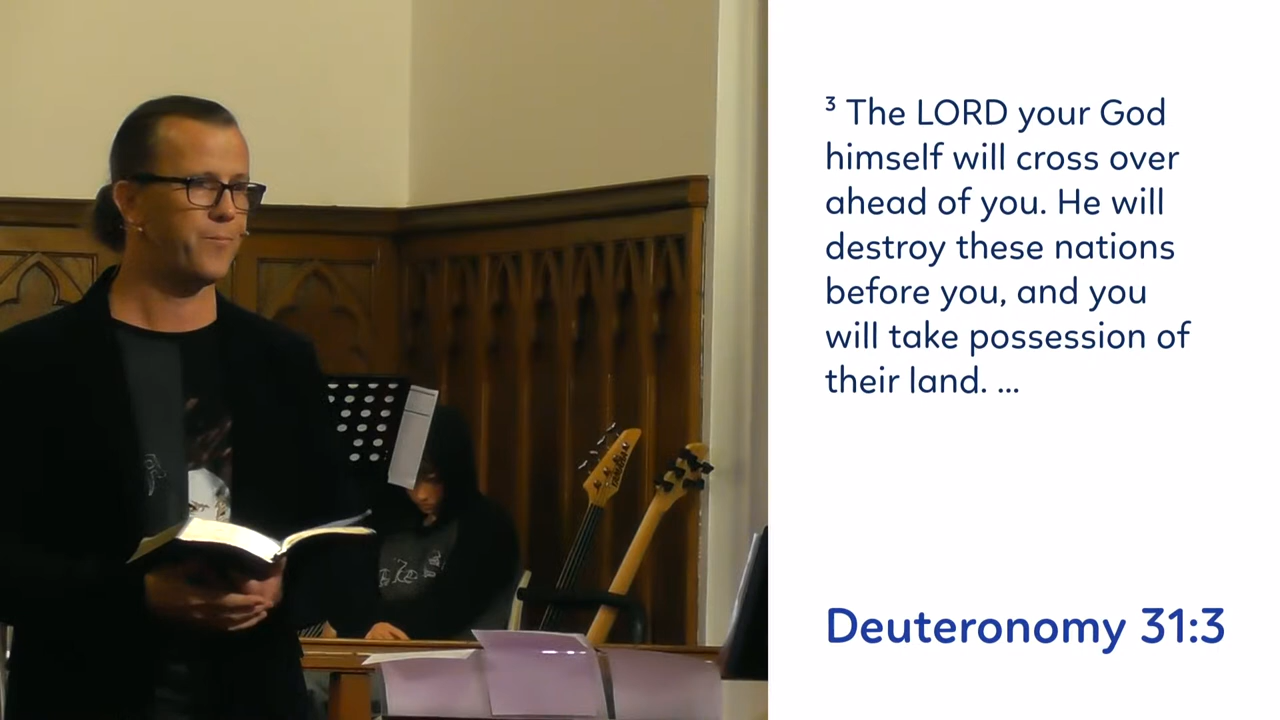 ³ The LORD your God
himself will cross over
ahead of you. He will
destroy these nations
before you, and you
will take possession of
their land. ...
Deuteronomy 31:3